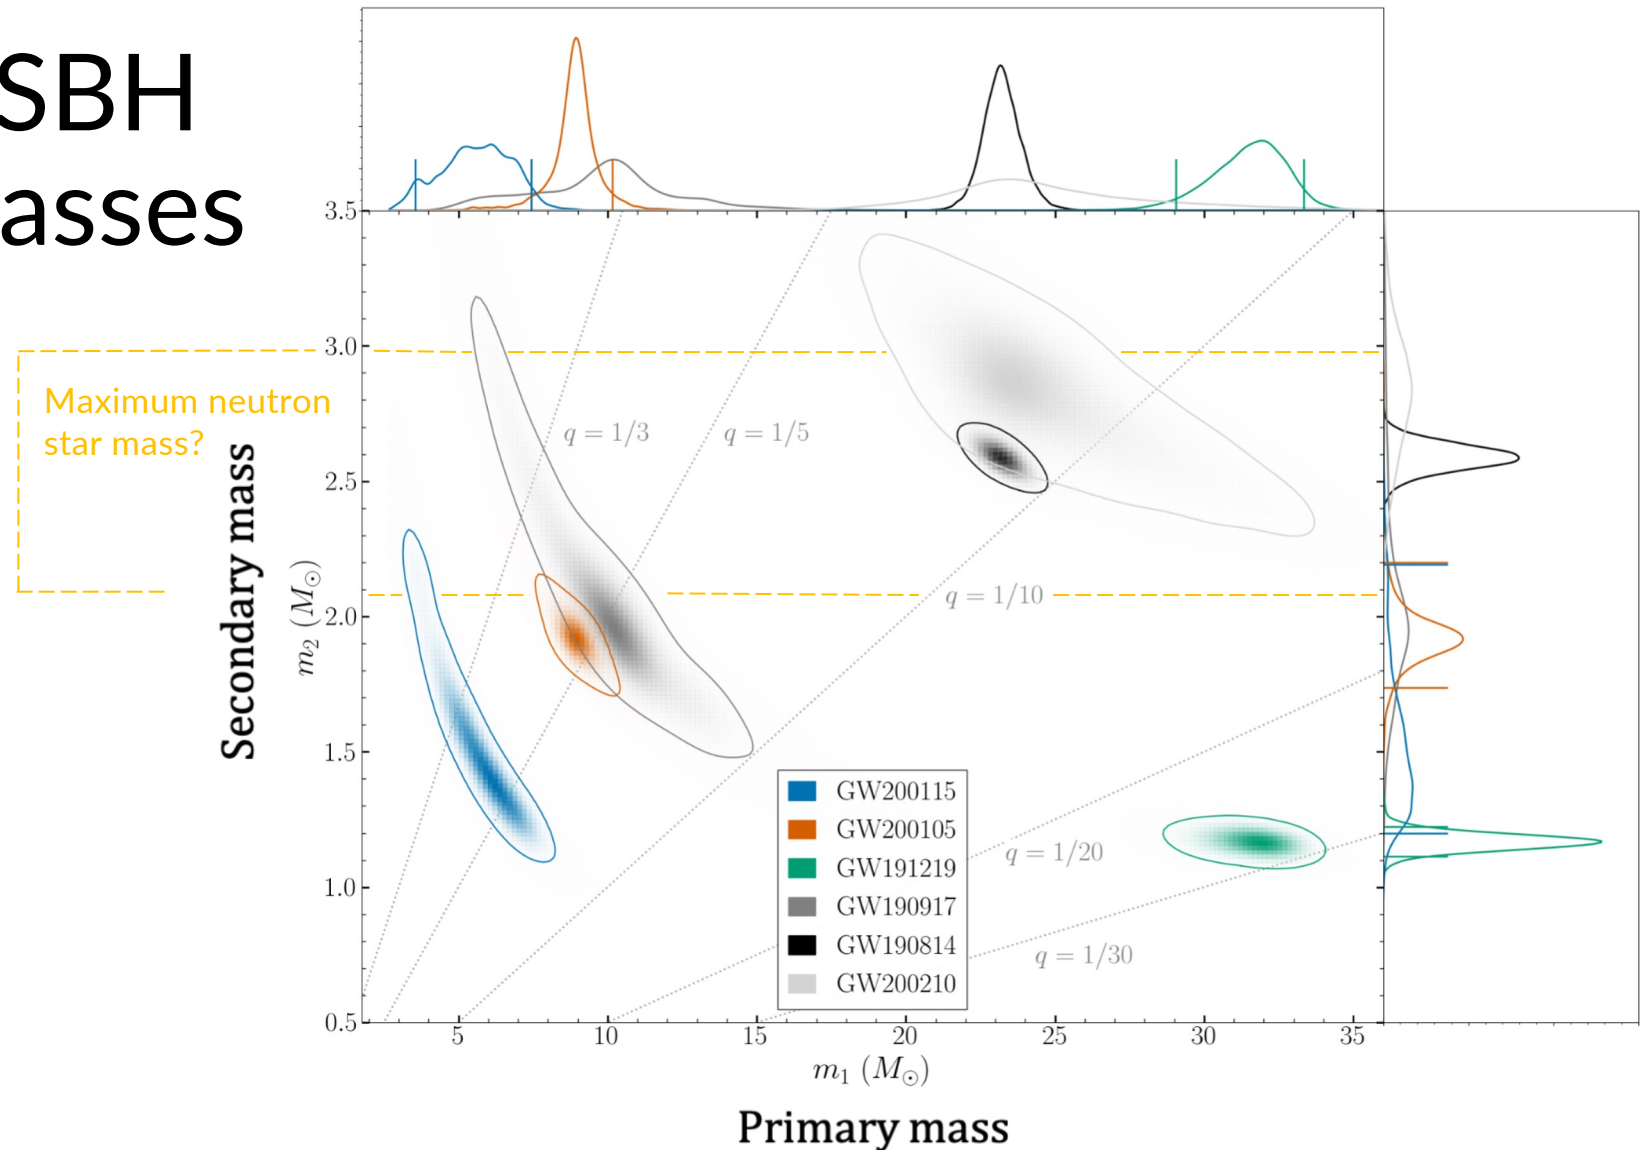 SBH
asses
Maximum neutron
star mass?
Secondary mass
m₂ (M⊙)
3.5
3.0
2.5
2.0
1.5
1.0
0.5
q = 1/3
q = 1/5
q = 1/10
q = 1/20
q = 1/30
GW200115
GW200105
GW191219
GW190917
GW190814
GW200210
5 10 15 20 25 30 35
m₁ (M⊙)
Primary mass